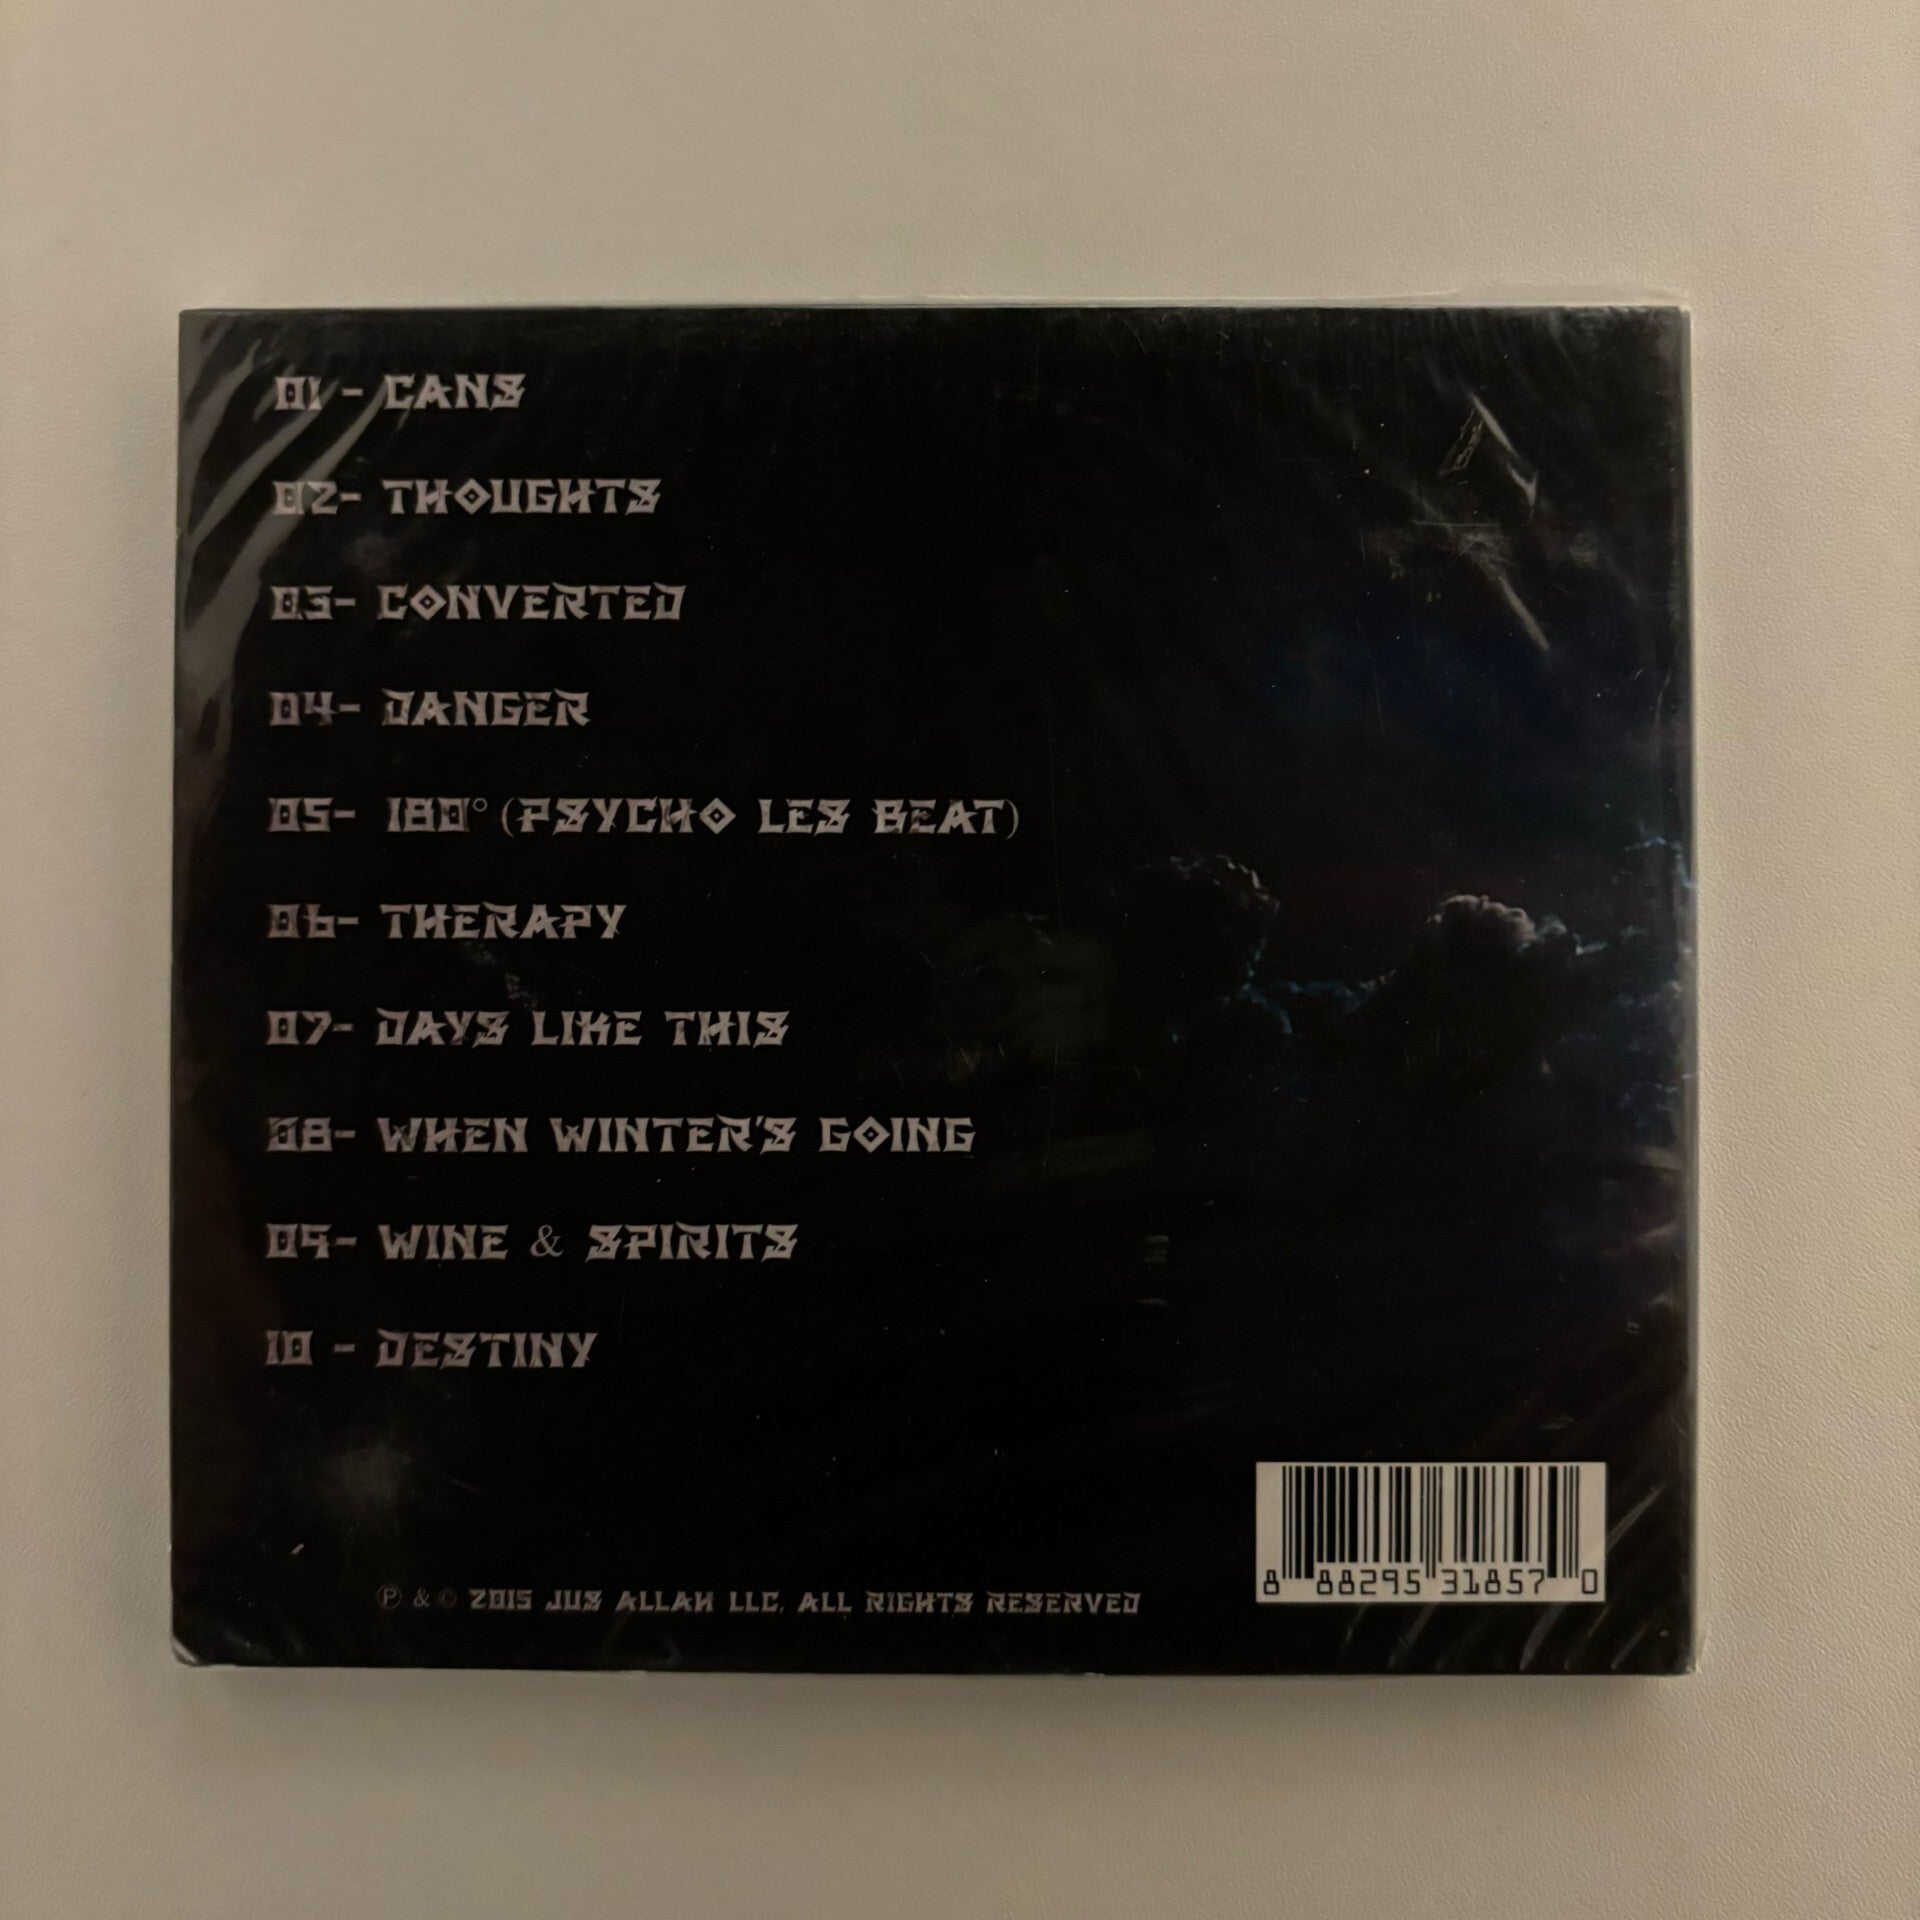 01 - CANS
02- THOUGHTS
03- CONVERTED
04- DANGER
05- 180° (PSYCHO LES BEAT)
06- THERAPY
07- DAYS LIKE THIS
08- WHEN WINTER'S GOING
09- WINE & SPIRITS
10 - DESTINY
℗ & © 2015 JUS ALLAH LLC, ALL RIGHTS RESERVED
8 88295 31857 0